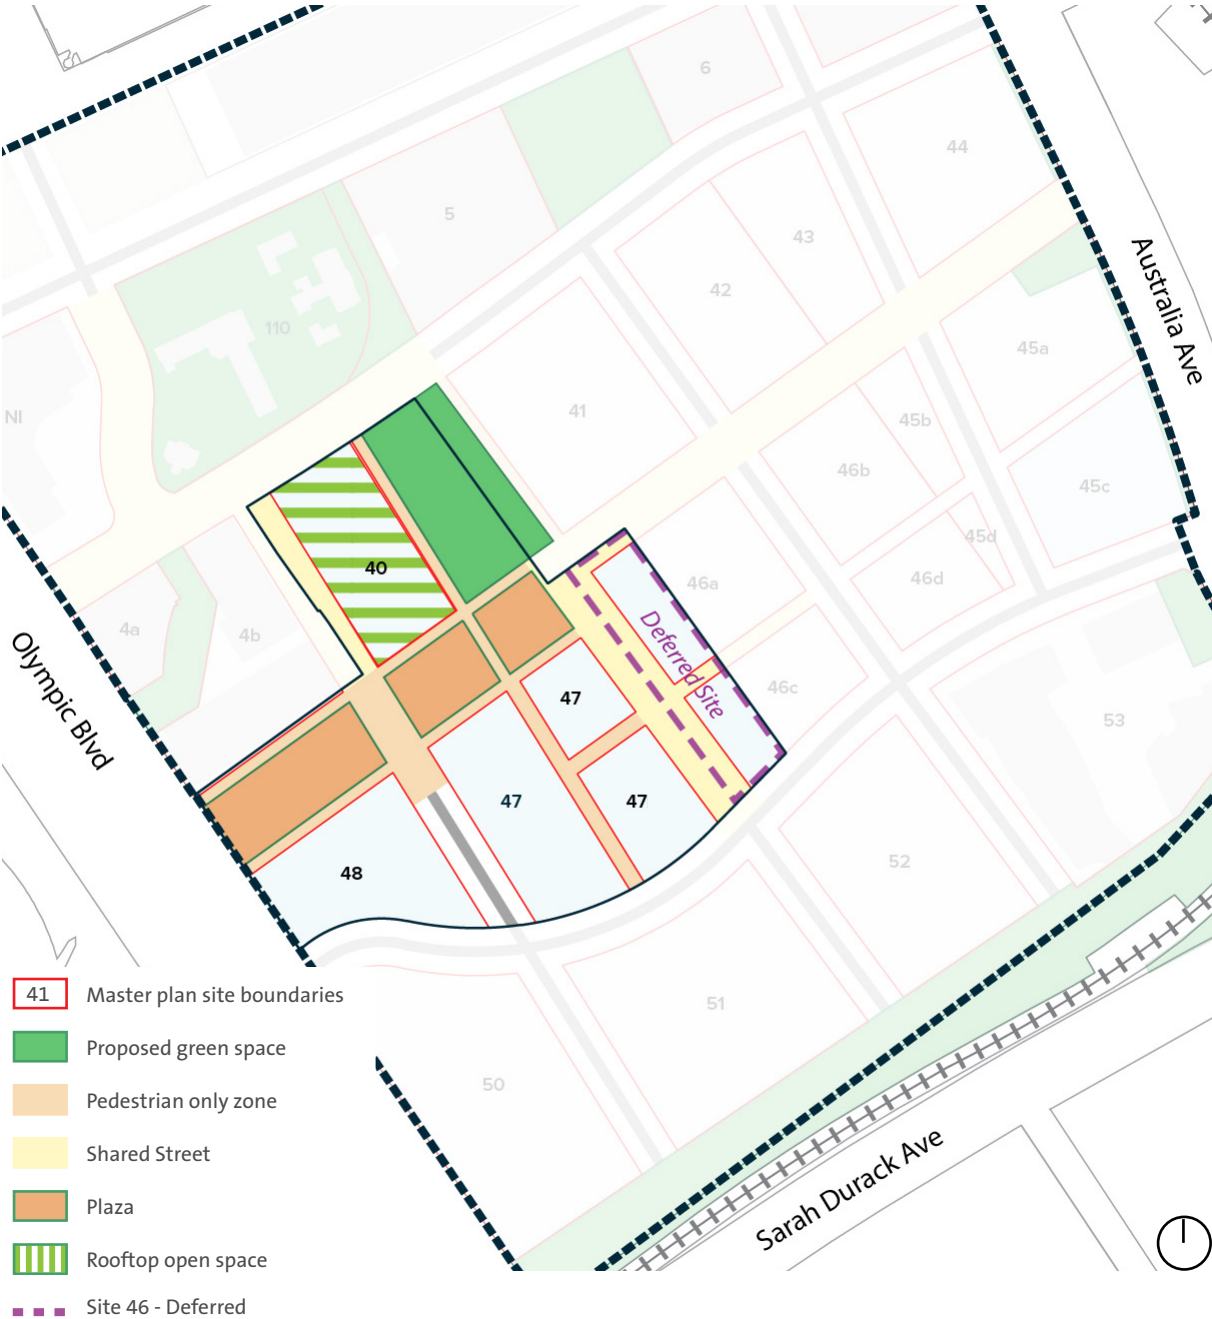 6
44
5
43
42
Australia Ave
110
45a
41
NI
45b
46b
45c
45d
40
46a
46d
4a
4b
Deferred Site
Olympic Blvd
46c
47
53
47
47
52
48
41 Master plan site boundaries
51
Proposed green space
50
Pedestrian only zone
Shared Street
Sarah Durack Ave
Plaza
Rooftop open space
Site 46 - Deferred